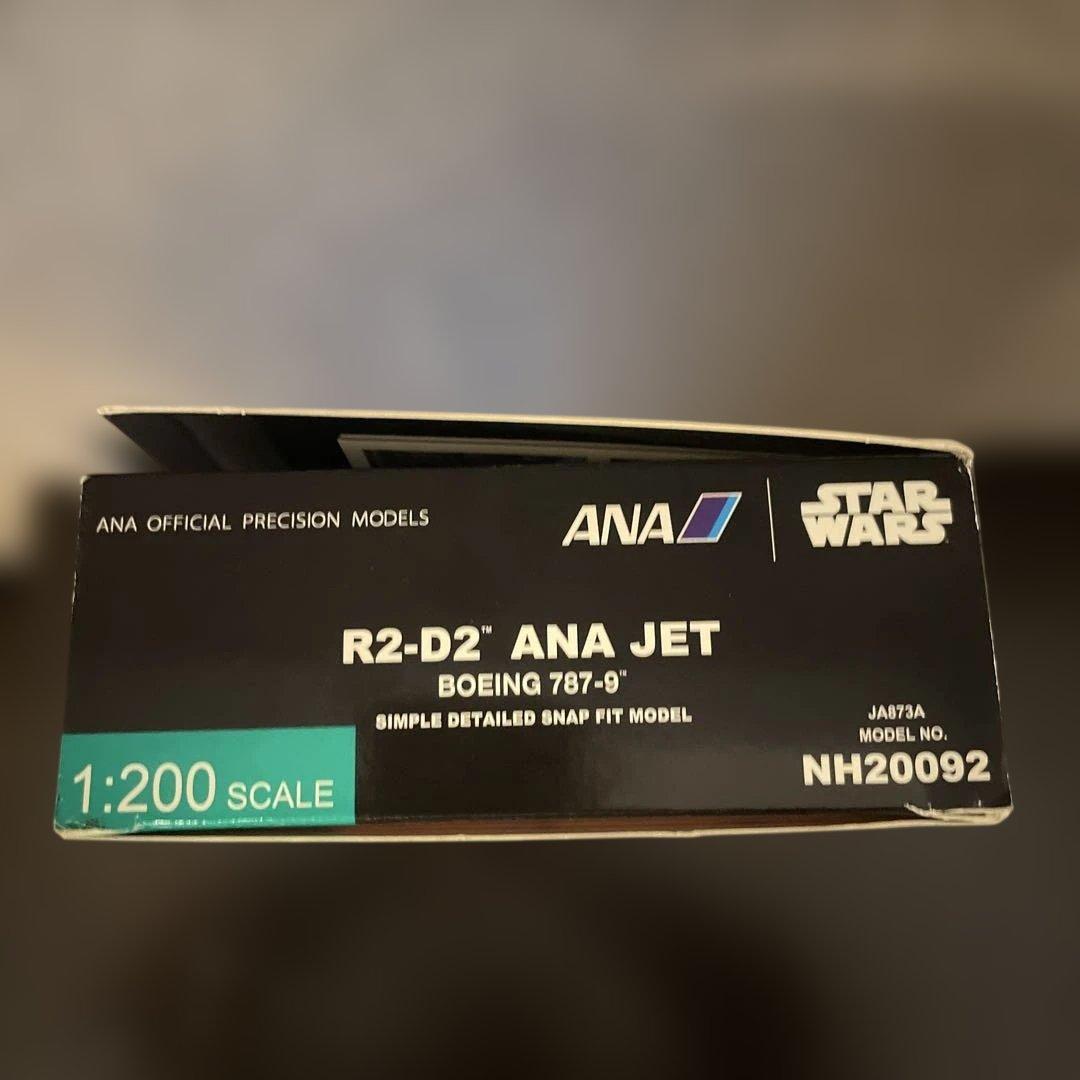 ANA OFFICIAL PRECISION MODELS
ANA
STAR
WARS
R2-D2™ ANA JET
BOEING 787-9™
SIMPLE DETAILED SNAP FIT MODEL
JA873A
MODEL NO.
NH20092
1:200 SCALE